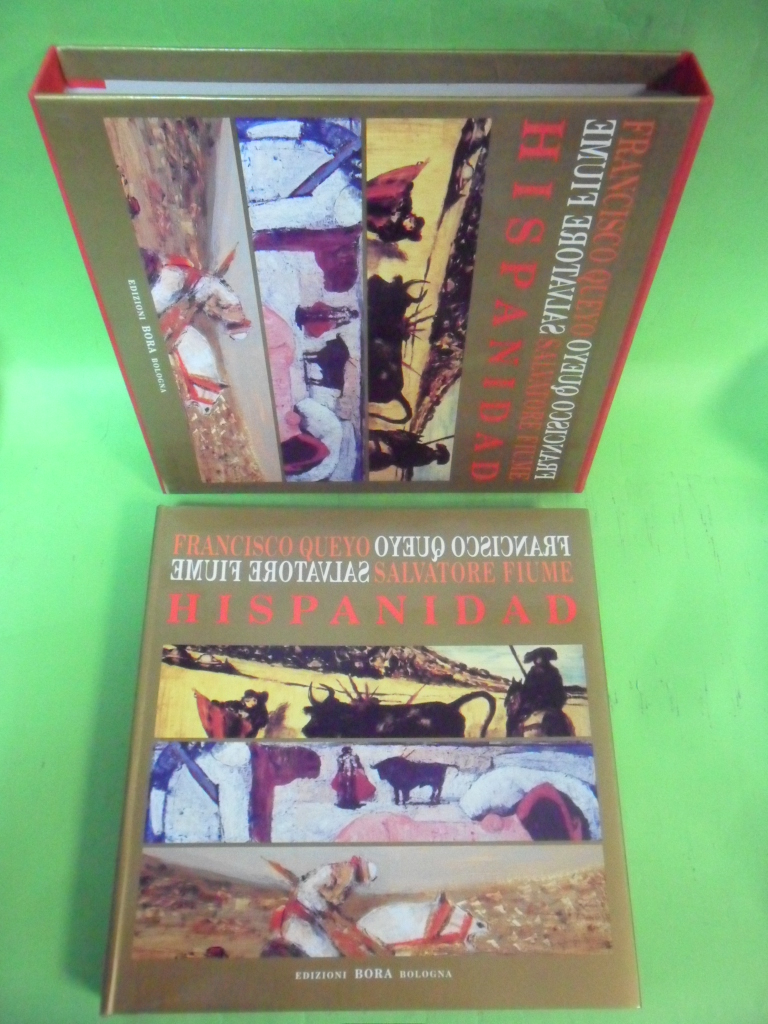 FRANCISCO QUEYO FRANCISCO QUEYO
SALVATORE FIUME SALVATORE FIUME
HISPANIDAD
EDIZIONI BORA BOLOGNA
FRANCISCO QUEYO FRANCISCO QUEYO
SALVATORE FIUME SALVATORE FIUME
HISPANIDAD
EDIZIONI BORA BOLOGNA